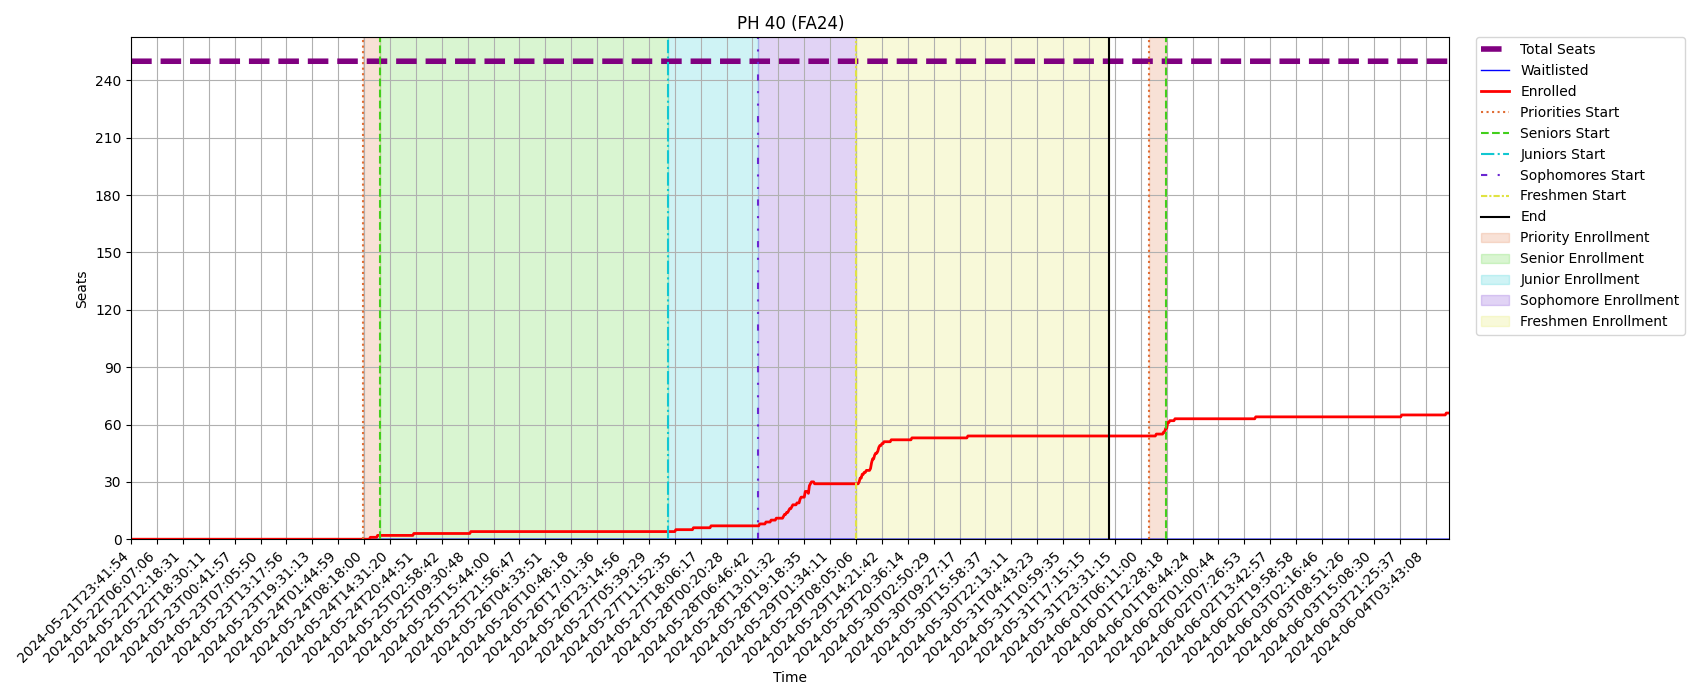 PH 40 (FA24)
Seats
240
210
180
150
120
90
60
30
0
2024-05-21T23:41:54
2024-05-22T06:07:06
2024-05-22T12:18:31
2024-05-22T18:30:11
2024-05-23T00:41:57
2024-05-23T07:05:50
2024-05-23T13:17:56
2024-05-23T19:31:13
2024-05-24T01:44:59
2024-05-24T08:18:00
2024-05-24T14:31:20
2024-05-24T20:44:51
2024-05-25T02:58:42
2024-05-25T09:30:48
2024-05-25T15:44:00
2024-05-25T21:56:47
2024-05-26T04:33:51
2024-05-26T10:48:18
2024-05-26T17:01:36
2024-05-26T23:14:56
2024-05-27T05:39:29
2024-05-27T11:52:35
2024-05-27T18:06:17
2024-05-28T00:20:28
2024-05-28T06:46:42
2024-05-28T13:01:32
2024-05-28T19:18:35
2024-05-29T01:34:11
2024-05-29T08:05:06
2024-05-29T14:21:42
2024-05-29T20:36:14
2024-05-30T02:50:29
2024-05-30T09:27:17
2024-05-30T15:58:37
2024-05-30T22:13:11
2024-05-31T04:43:23
2024-05-31T10:59:35
2024-05-31T17:15:15
2024-05-31T23:31:15
2024-06-01T06:11:00
2024-06-01T12:28:18
2024-06-01T18:44:24
2024-06-02T01:00:44
2024-06-02T07:26:53
2024-06-02T13:42:57
2024-06-02T19:58:58
2024-06-03T02:16:46
2024-06-03T08:51:26
2024-06-03T15:08:30
2024-06-03T21:25:37
2024-06-04T03:43:08
Time
Total Seats
Waitlisted
Enrolled
Priorities Start
Seniors Start
Juniors Start
Sophomores Start
Freshmen Start
End
Priority Enrollment
Senior Enrollment
Junior Enrollment
Sophomore Enrollment
Freshmen Enrollment